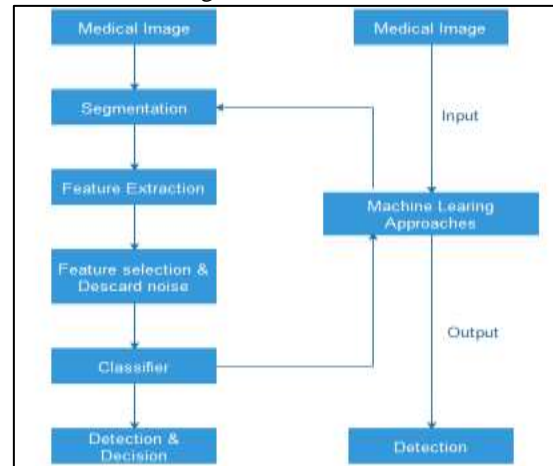 Medical Image
Segmentation
Feature Extraction
Feature selection &
Descard noise
Classifier
Detection &
Decision
Medical Image
Input
Machine Learing
Approaches
Output
Detection